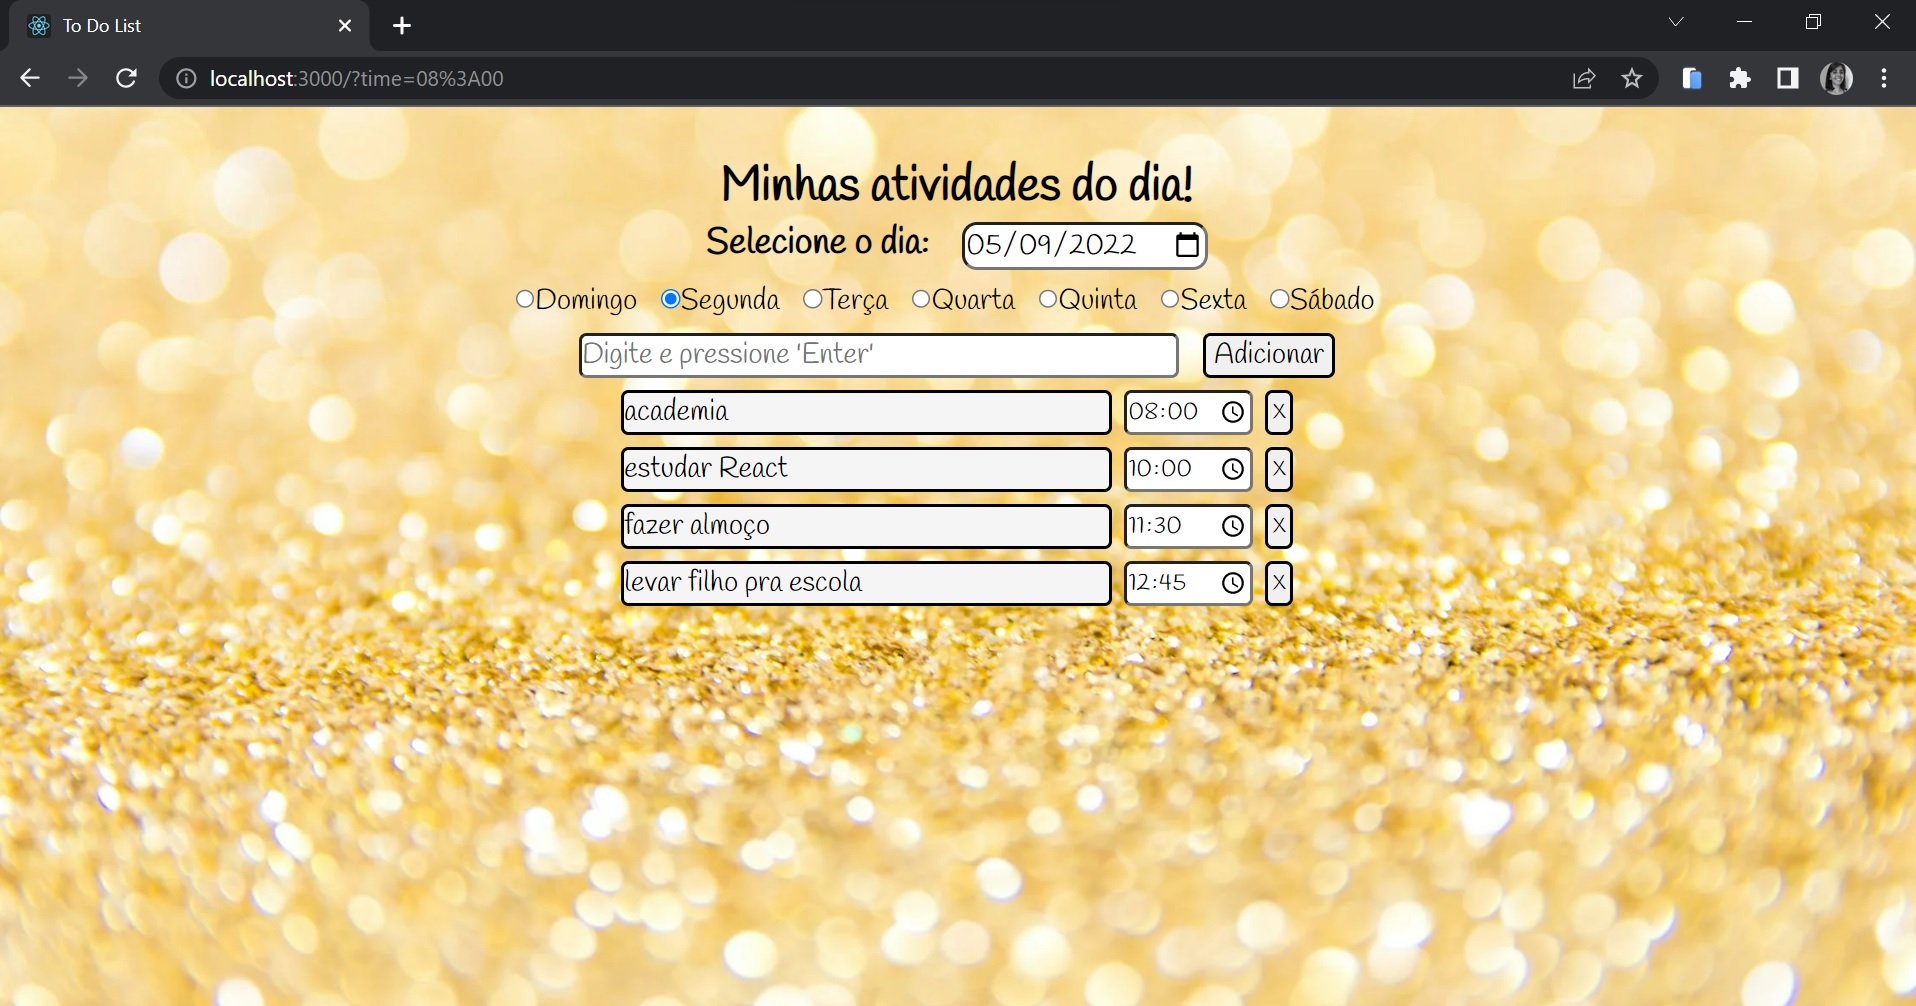 To Do List
localhost:3000/?time=08%3A00
Minhas atividades do dia!
Selecione o dia: 05/09/2022
Domingo Segunda Terça Quarta Quinta Sexta Sábado
Digite e pressione 'Enter' Adicionar
academia 08:00 X
estudar React 10:00 X
fazer almoço 11:30 X
levar filho pra escola 12:45 X